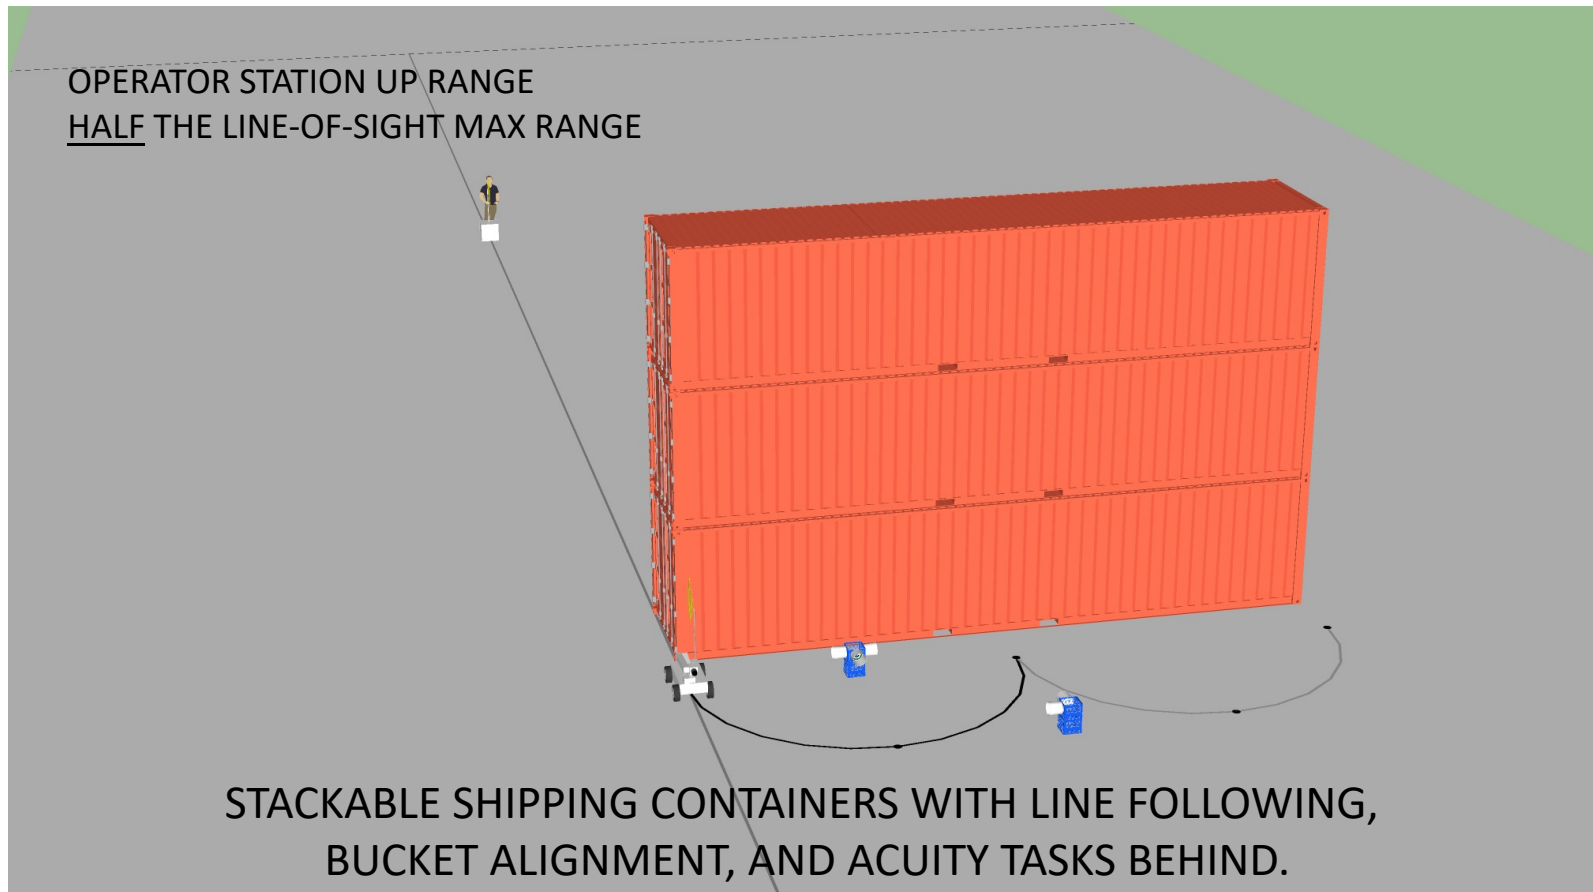 OPERATOR STATION UP RANGE
HALF THE LINE-OF-SIGHT MAX RANGE
STACKABLE SHIPPING CONTAINERS WITH LINE FOLLOWING,
BUCKET ALIGNMENT, AND ACUITY TASKS BEHIND.